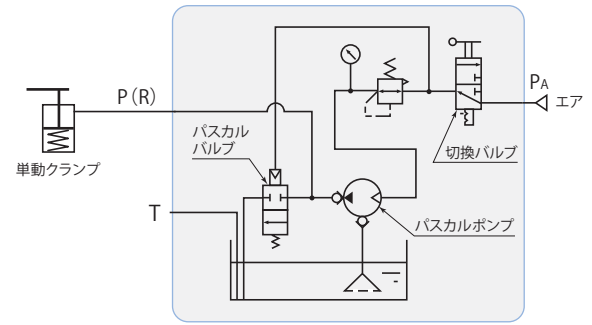 P（R）
PA
エア
単動クランプ
パスカル
バルブ
切換バルブ
T
パスカルポンプ